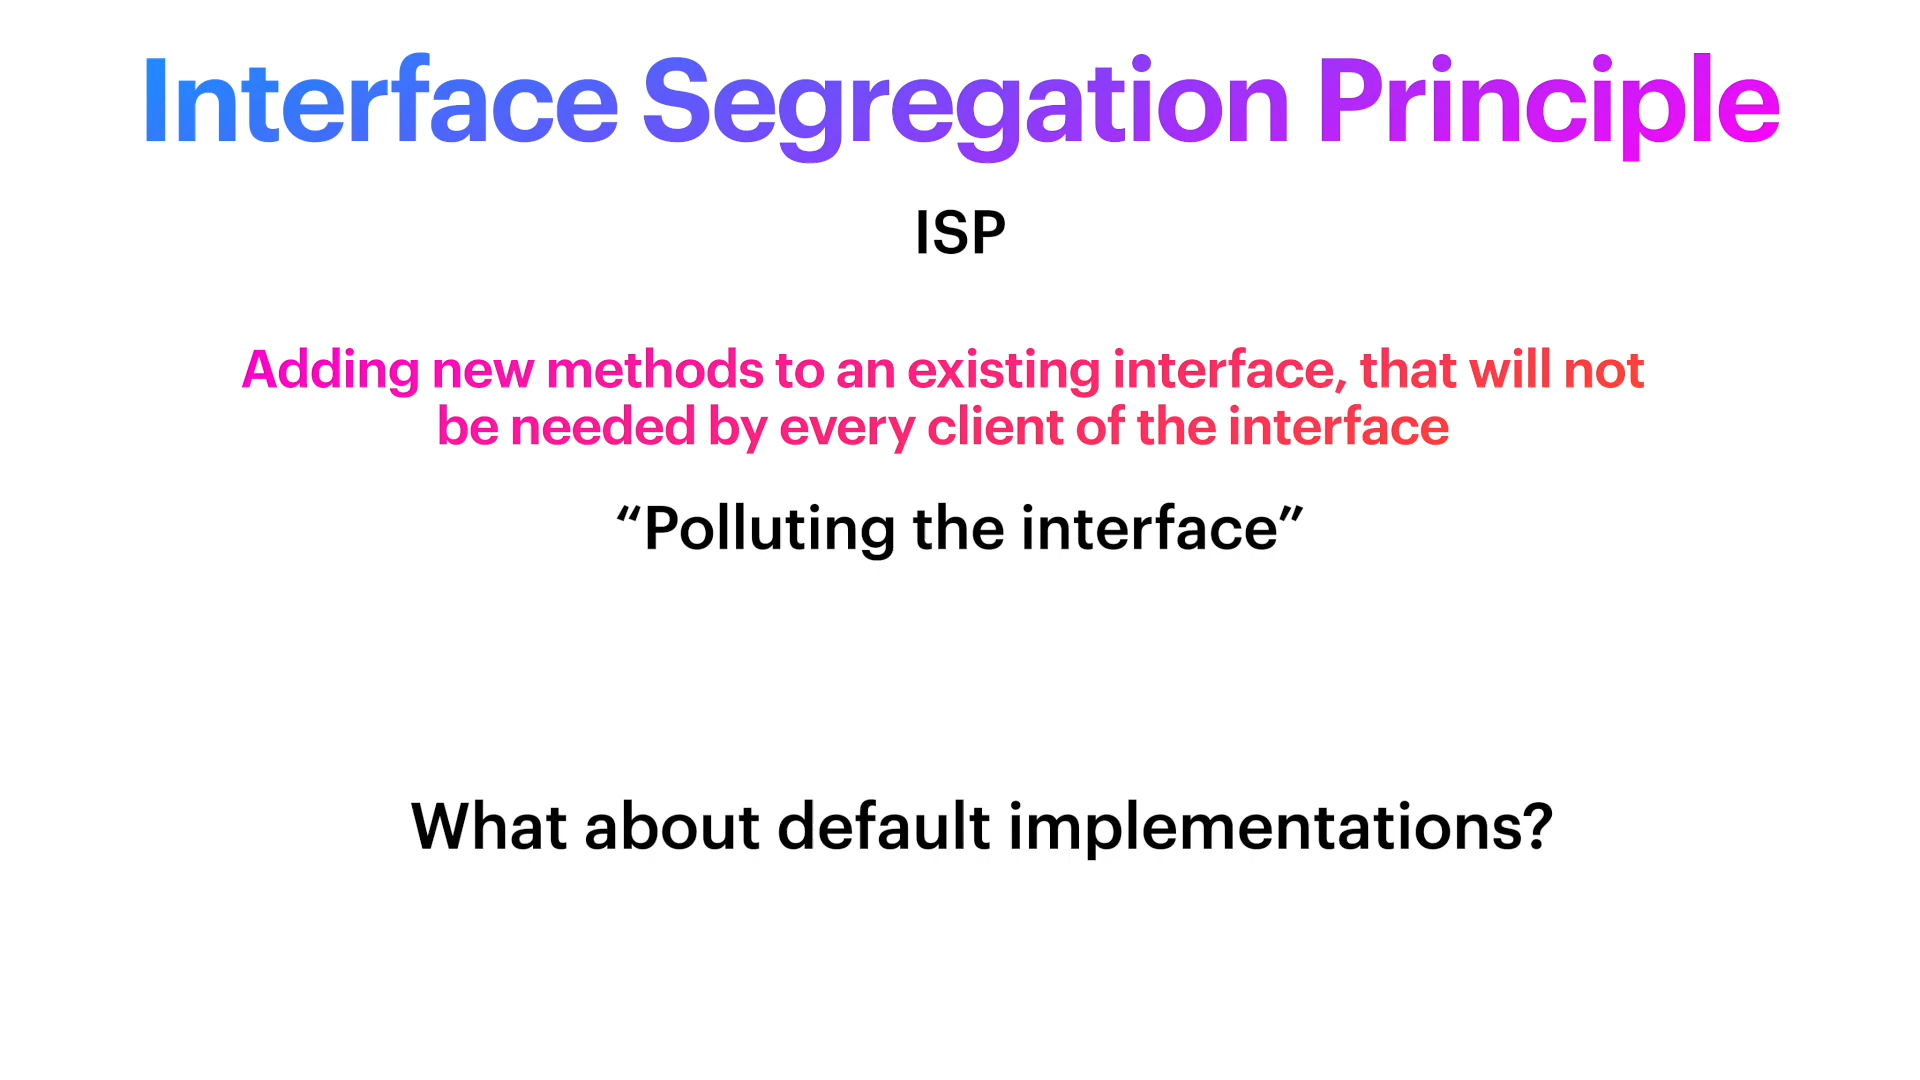 Interface Segregation Principle
ISP
Adding new methods to an existing interface, that will not
be needed by every client of the interface
“Polluting the interface”
What about default implementations?